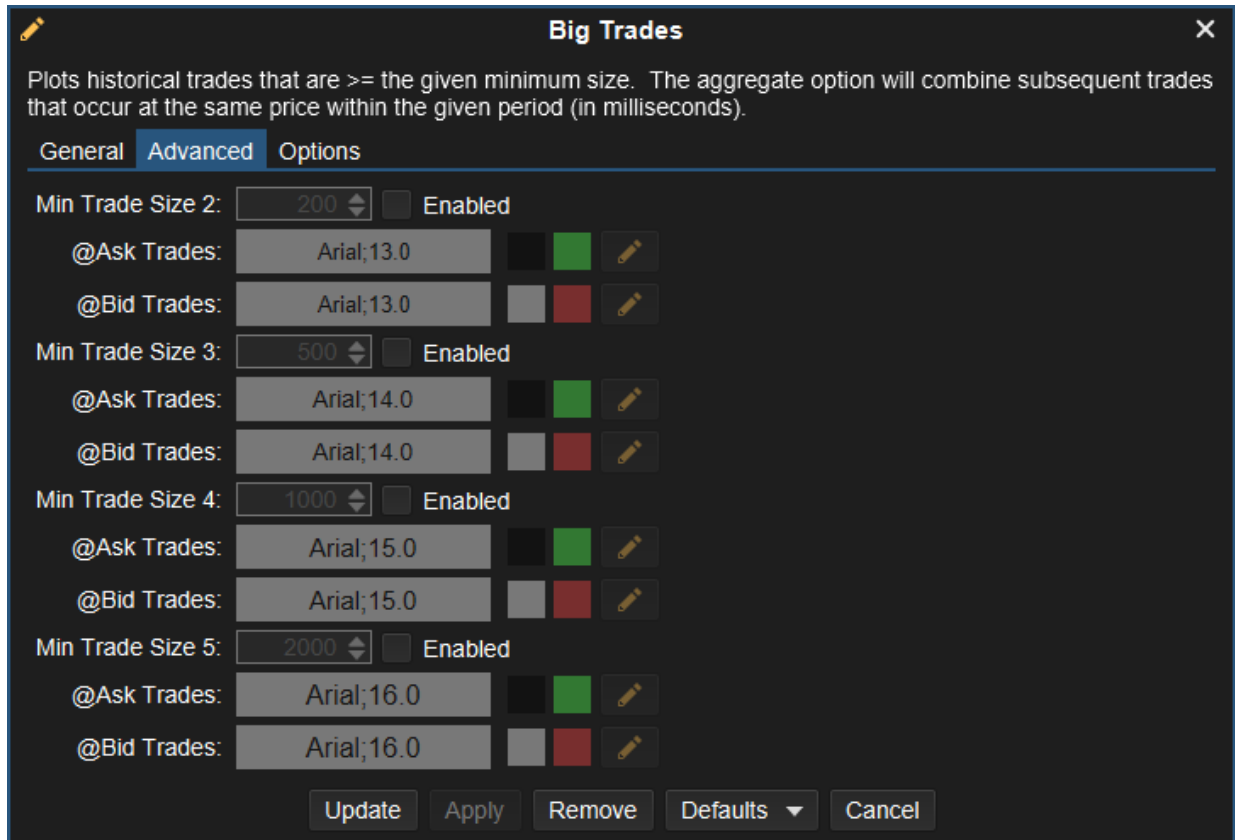 Big Trades
Plots historical trades that are >= the given minimum size. The aggregate option will combine subsequent trades
that occur at the same price within the given period (in milliseconds).
General Advanced Options
Min Trade Size 2: 200 Enabled
@Ask Trades: Arial;13.0
@Bid Trades: Arial;13.0
Min Trade Size 3: 500 Enabled
@Ask Trades: Arial;14.0
@Bid Trades: Arial;14.0
Min Trade Size 4: 1000 Enabled
@Ask Trades: Arial;15.0
@Bid Trades: Arial;15.0
Min Trade Size 5: 2000 Enabled
@Ask Trades: Arial;16.0
@Bid Trades: Arial;16.0
Update Apply Remove Defaults Cancel